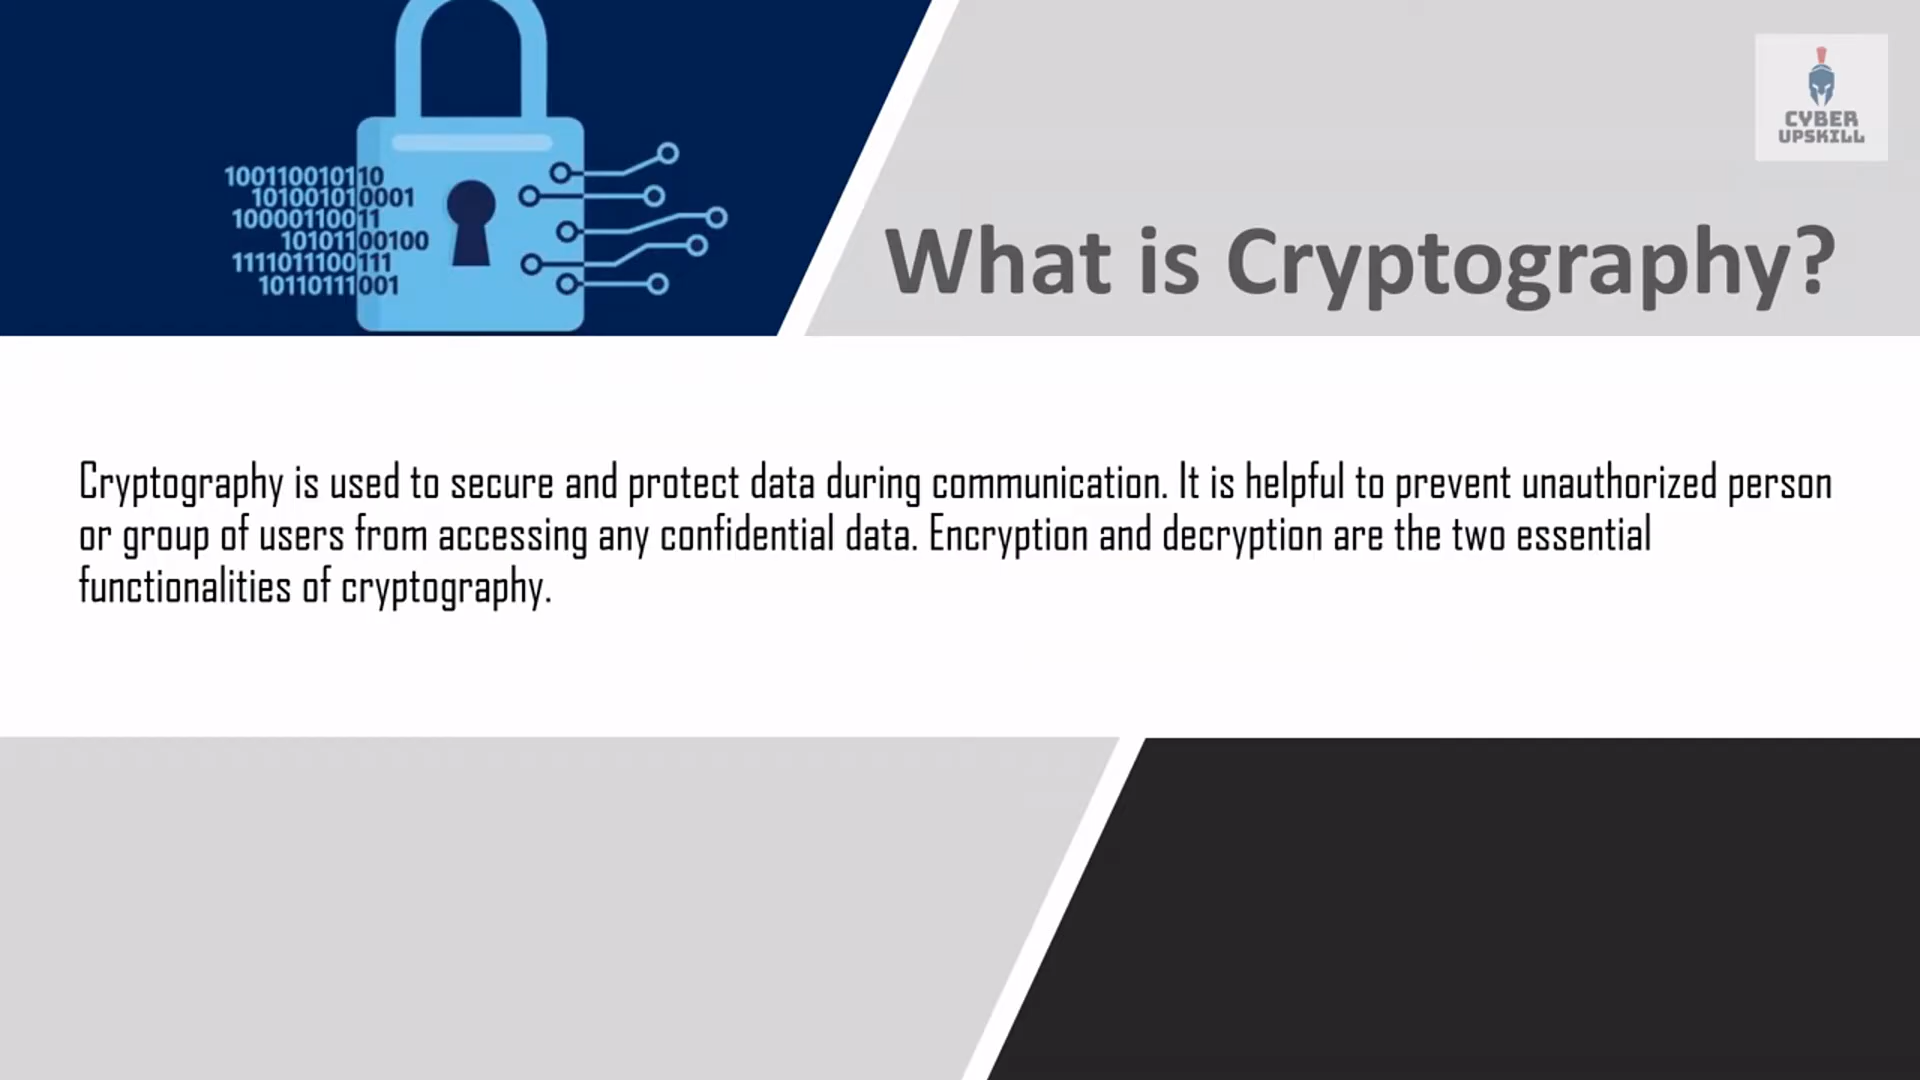 100110010110
101001010001
10000110011
10101100100
1111011100111
10110111001
CYBER
UPSKILL
What is Cryptography?
Cryptography is used to secure and protect data during communication. It is helpful to prevent unauthorized person
or group of users from accessing any confidential data. Encryption and decryption are the two essential
functionalities of cryptography.